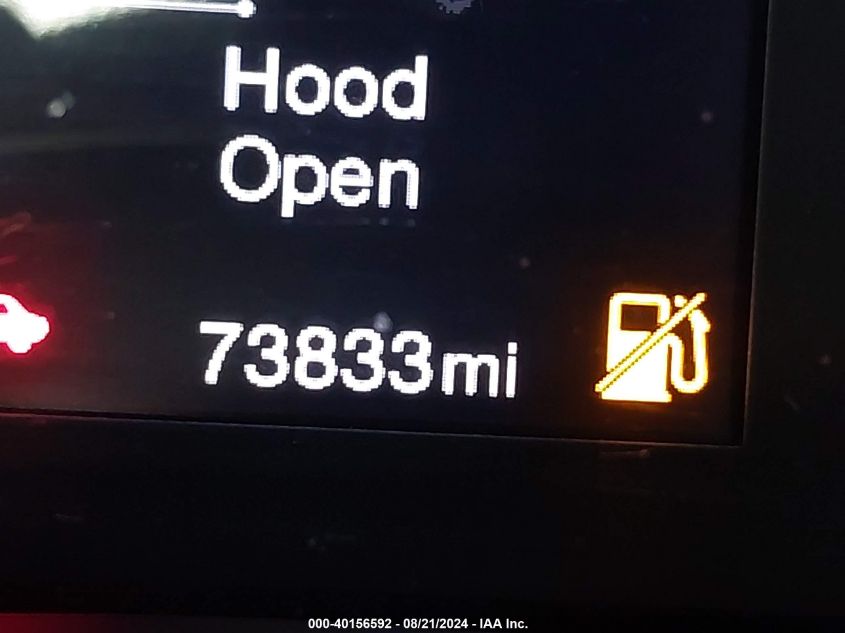 Hood
Open
73833mi
000-40156592 - 08/21/2024 - IAA Inc.